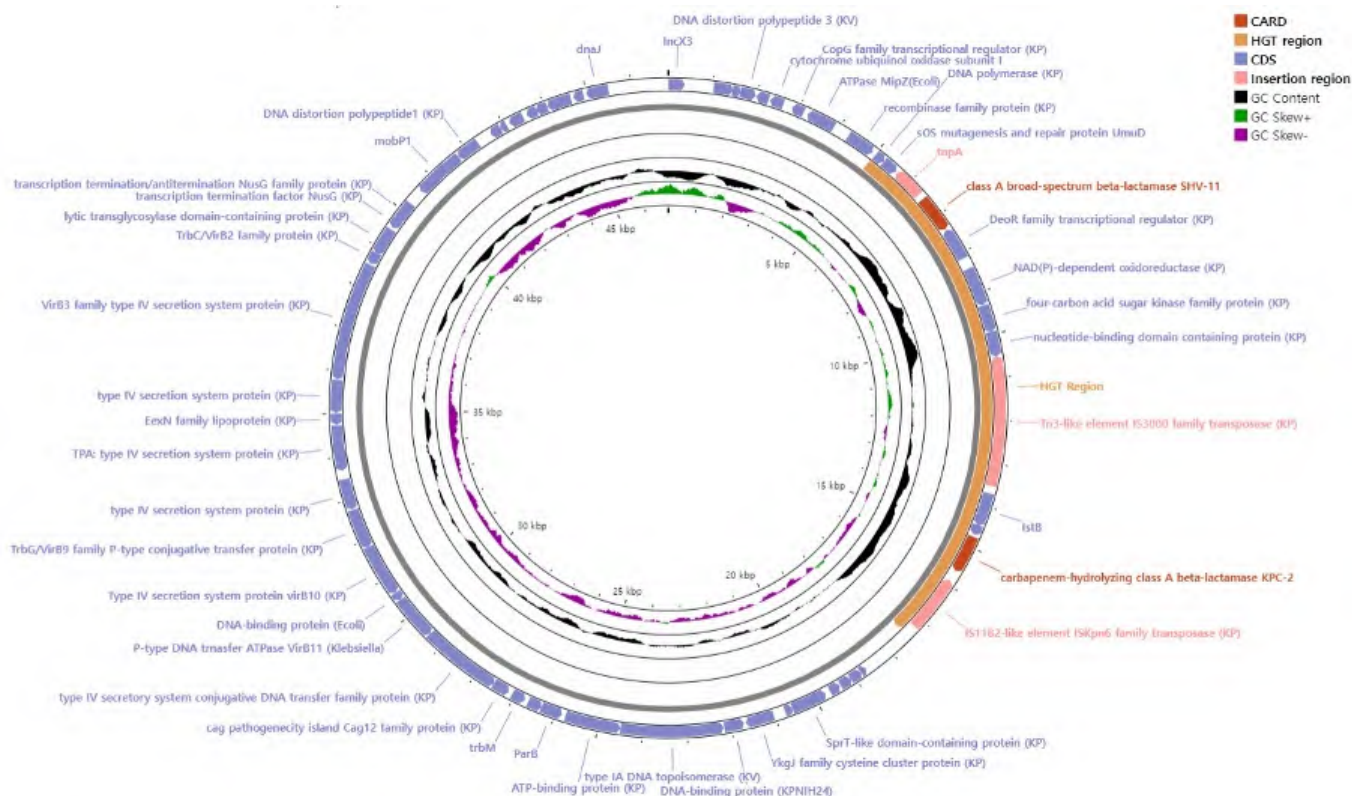 DNA distortion polypeptide 3 (KV)
IncX3
dnaJ
CopG family transcriptional regulator (KP)
cytochrome ubiquinol oxidase subunit I
ATPase MipZ(Ecoli)
DNA polymerase (KP)
recombinase family protein (KP)
sOS mutagenesis and repair protein UmuD
tnpA
class A broad-spectrum beta-lactamase SHV-11
DeoR family transcriptional regulator (KP)
NAD(P)-dependent oxidoreductase (KP)
four-carbon acid sugar kinase family protein (KP)
nucleotide-binding domain containing protein (KP)
HGT Region
Tn3-like element IS3000 family transposase (KP)
IstB
carbapenem-hydrolyzing class A beta-lactamase KPC-2
IS1182-like element ISKpn6 family transposase (KP)
SprT-like domain-containing protein (KP)
YkgJ family cysteine cluster protein (KP)
DNA-binding protein (KPNIH24)
type IA DNA topoisomerase (KV)
ATP-binding protein (KP)
ParB
trbM
cag pathogenecity island Cag12 family protein (KP)
type IV secretory system conjugative DNA transfer family protein (KP)
P-type DNA tmasfer ATPase VirB11 (Klebsiella)
DNA-binding protein (Ecoli)
Type IV secretion system protein virB10 (KP)
TrbG/VirB9 family P-type conjugative transfer protein (KP)
type IV secretion system protein (KP)
TPA: type IV secretion system protein (KP)
EexN family lipoprotein (KP)
type IV secretion system protein (KP)
VirB3 family type IV secretion system protein (KP)
TrbC/VirB2 family protein (KP)
lytic transglycosylase domain-containing protein (KP)
transcription termination factor NusG (KP)
transcription termination/antitermination NusG family protein (KP)
mobP1
DNA distortion polypeptide1 (KP)
5 kbp
10 kbp
15 kbp
20 kbp
25 kbp
30 kbp
35 kbp
40 kbp
45 kbp
CARD
HGT region
CDS
Insertion region
GC Content
GC Skew+
GC Skew-